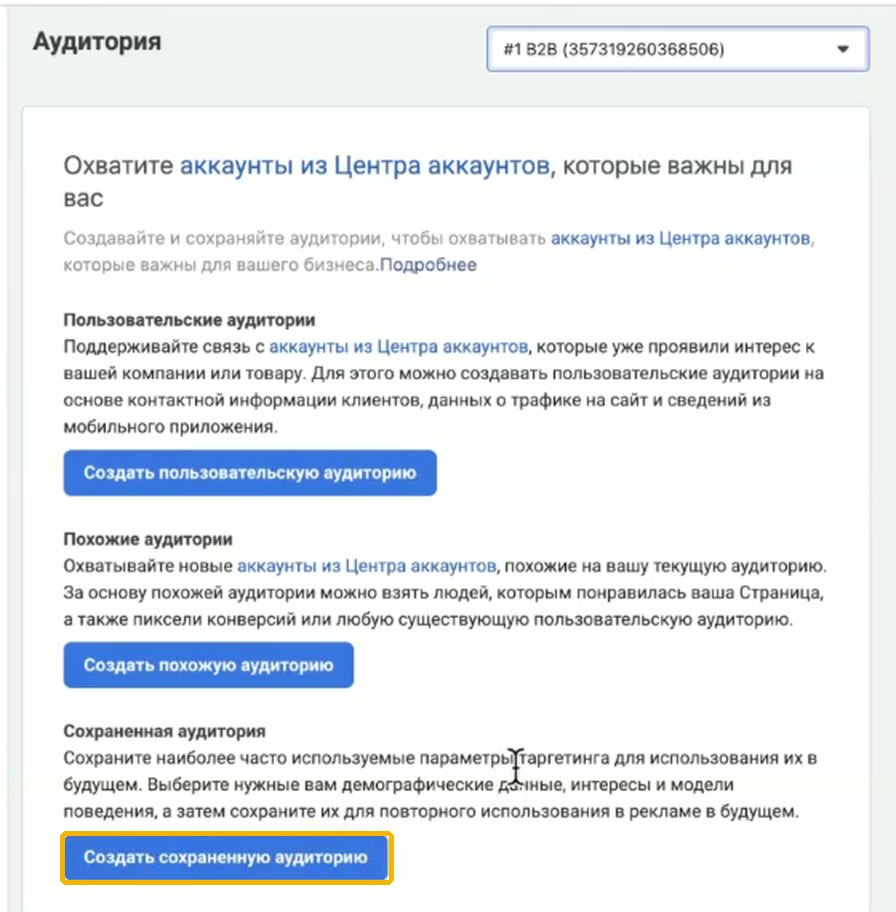 Аудитория
#1 B2B (357319260368506)
Охватите аккаунты из Центра аккаунтов, которые важны для
вас
Создавайте и сохраняйте аудитории, чтобы охватывать аккаунты из Центра аккаунтов,
которые важны для вашего бизнеса.Подробнее
Пользовательские аудитории
Поддерживайте связь с аккаунты из Центра аккаунтов, которые уже проявили интерес к
вашей компании или товару. Для этого можно создавать пользовательские аудитории на
основе контактной информации клиентов, данных о трафике на сайт и сведений из
мобильного приложения.
Создать пользовательскую аудиторию
Похожие аудитории
Охватывайте новые аккаунты из Центра аккаунтов, похожие на вашу текущую аудиторию.
За основу похожей аудитории можно взять людей, которым понравилась ваша Страница,
а также пиксели конверсий или любую существующую пользовательскую аудиторию.
Создать похожую аудиторию
Сохраненная аудитория
Сохраните наиболее часто используемые параметры таргетинга для использования их в
будущем. Выберите нужные вам демографические данные, интересы и модели
поведения, а затем сохраните их для повторного использования в рекламе в будущем.
Создать сохраненную аудиторию